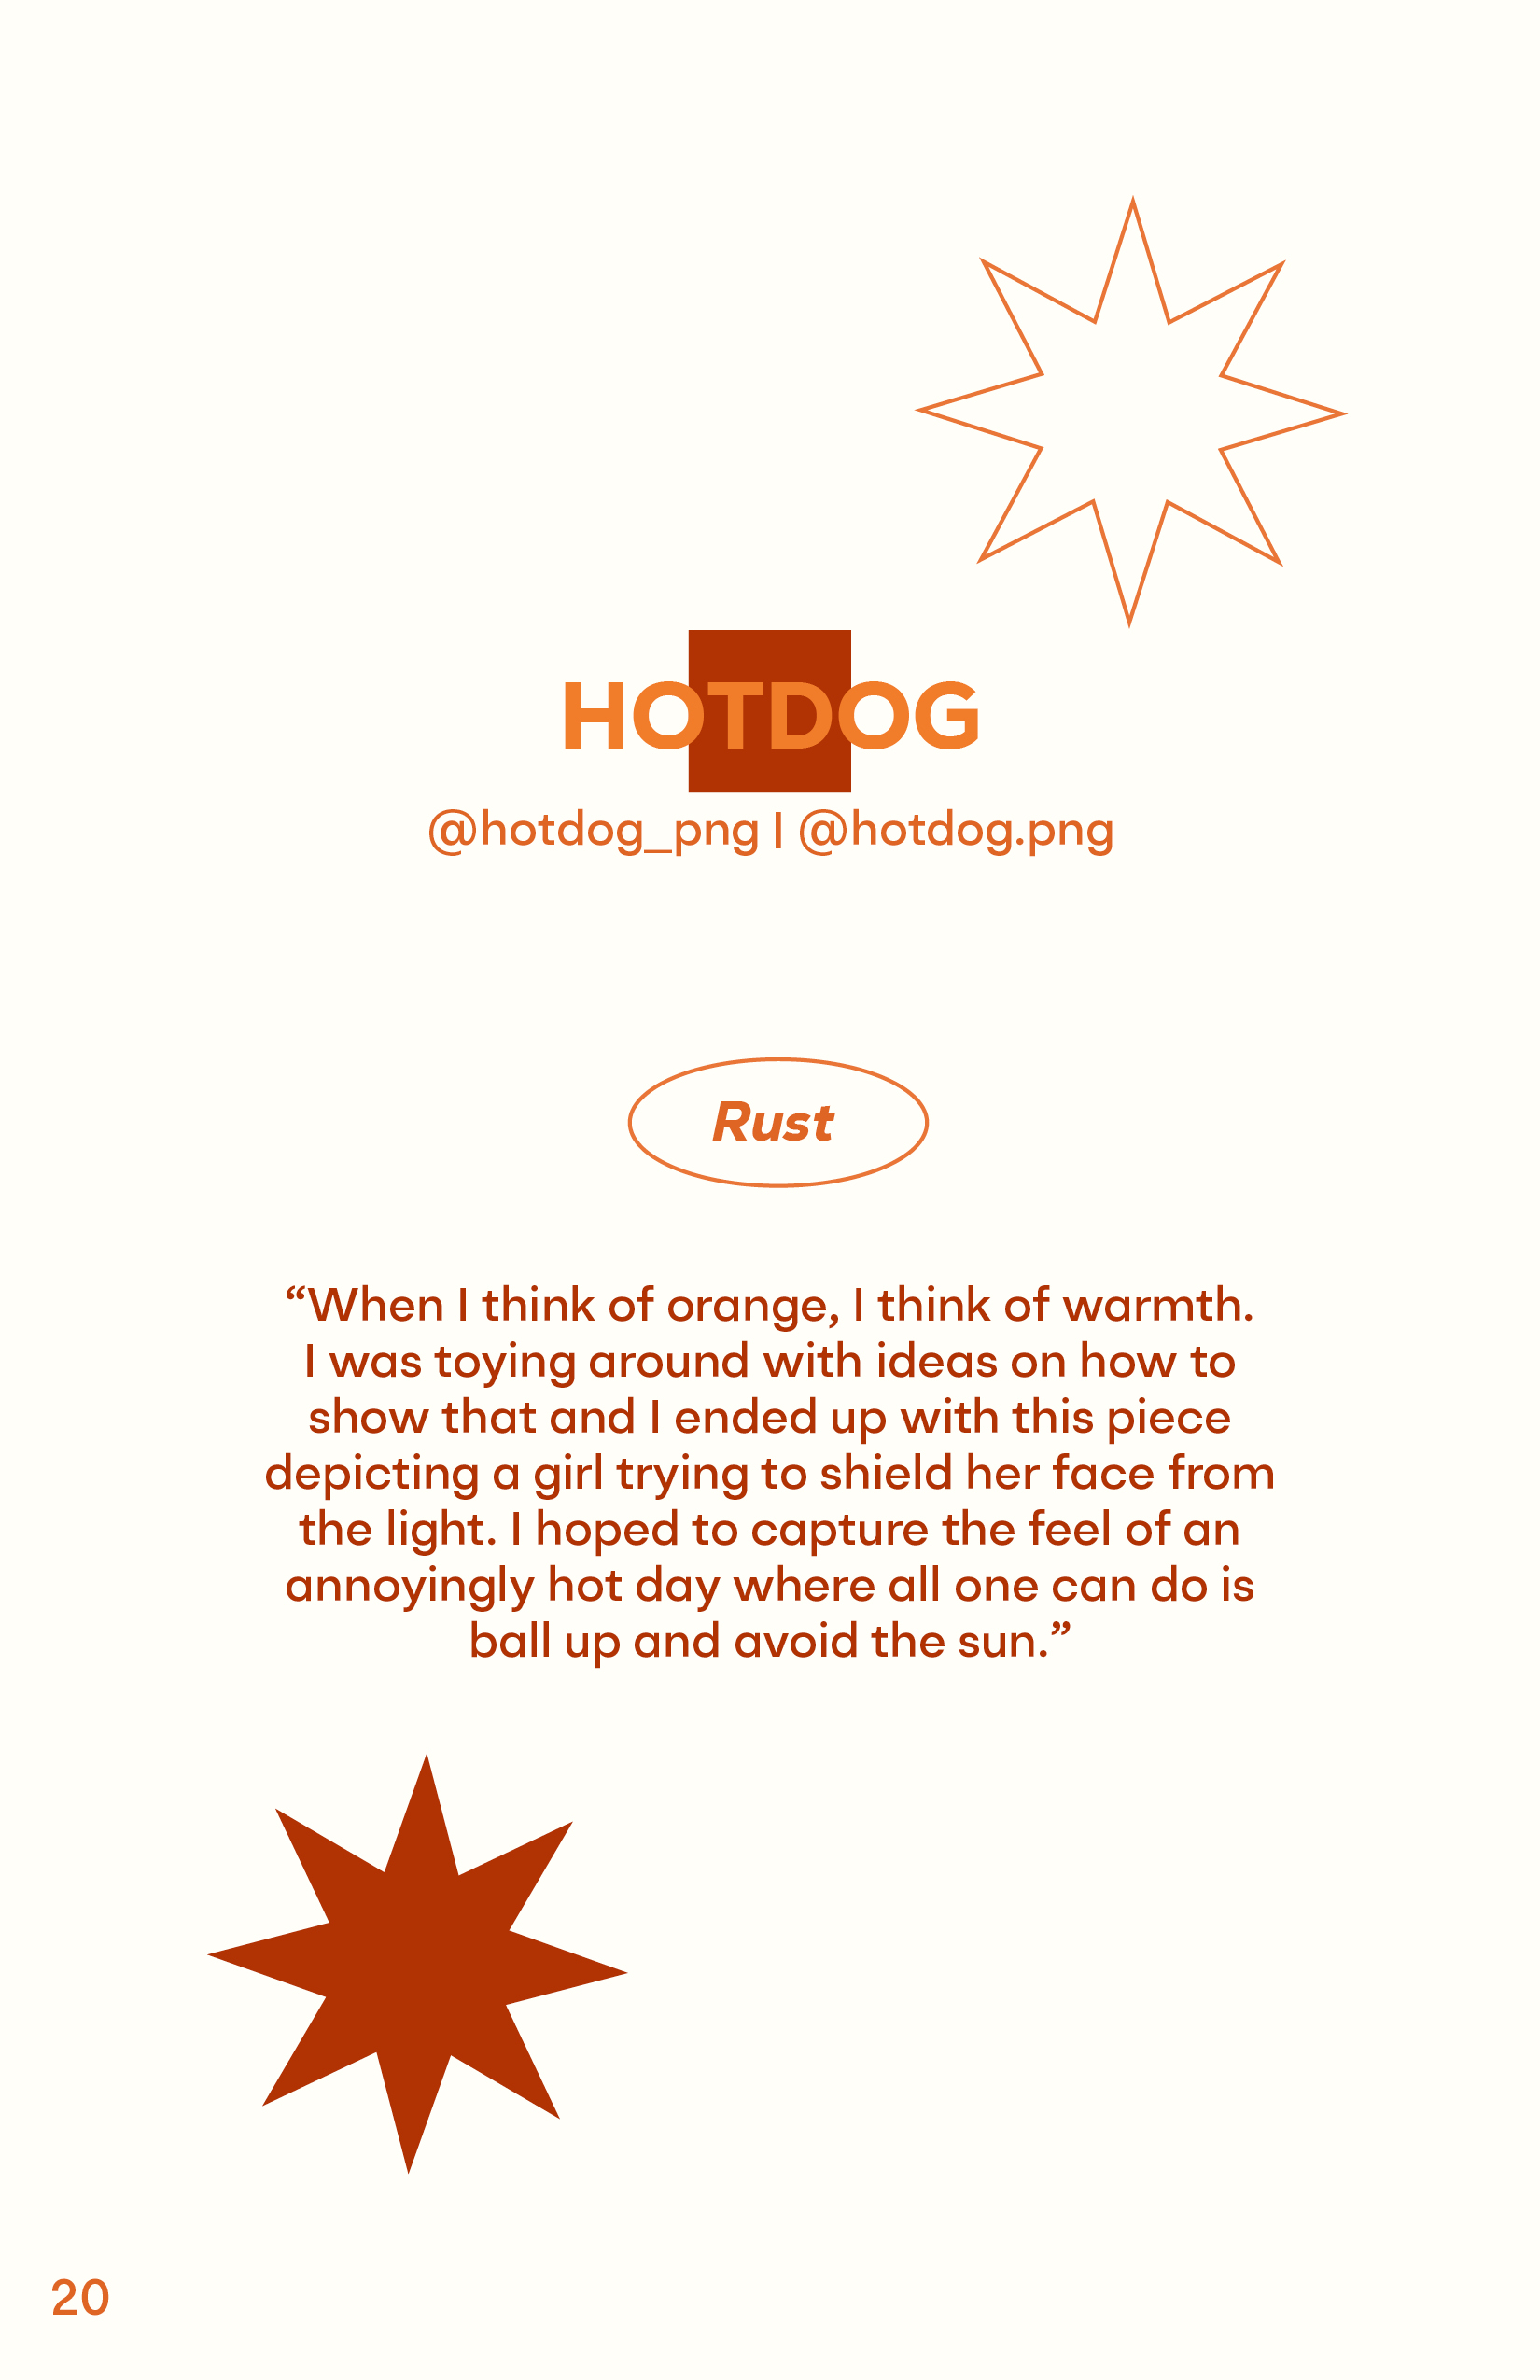 HOTDOG
@hotdog_png | @hotdog.png
Rust
“When I think of orange, I think of warmth.
I was toying around with ideas on how to
show that and I ended up with this piece
depicting a girl trying to shield her face from
the light. I hoped to capture the feel of an
annoyingly hot day where all one can do is
ball up and avoid the sun.”
20